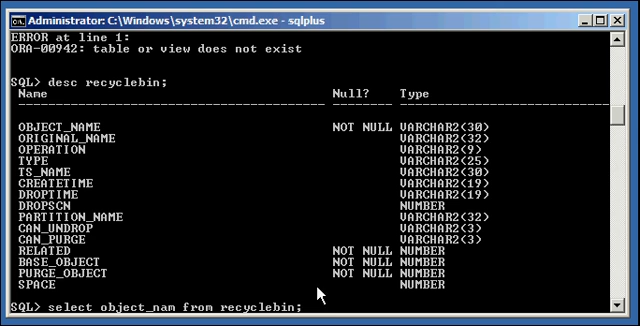 Administrator: C:\Windows\system32\cmd.exe - sqlplus
ERROR at line 1:
ORA-00942: table or view does not exist
SQL> desc recyclebin;
Name Null? Type
----------------------------------------- -------- ----------------------------
OBJECT_NAME NOT NULL VARCHAR2(30)
ORIGINAL_NAME VARCHAR2(32)
OPERATION VARCHAR2(9)
TYPE VARCHAR2(25)
TS_NAME VARCHAR2(30)
CREATETIME VARCHAR2(19)
DROPTIME VARCHAR2(19)
DROPSCN NUMBER
PARTITION_NAME VARCHAR2(32)
CAN_UNDROP VARCHAR2(3)
CAN_PURGE VARCHAR2(3)
RELATED NOT NULL NUMBER
BASE_OBJECT NOT NULL NUMBER
PURGE_OBJECT NOT NULL NUMBER
SPACE NUMBER
SQL> select object_nam from recyclebin;